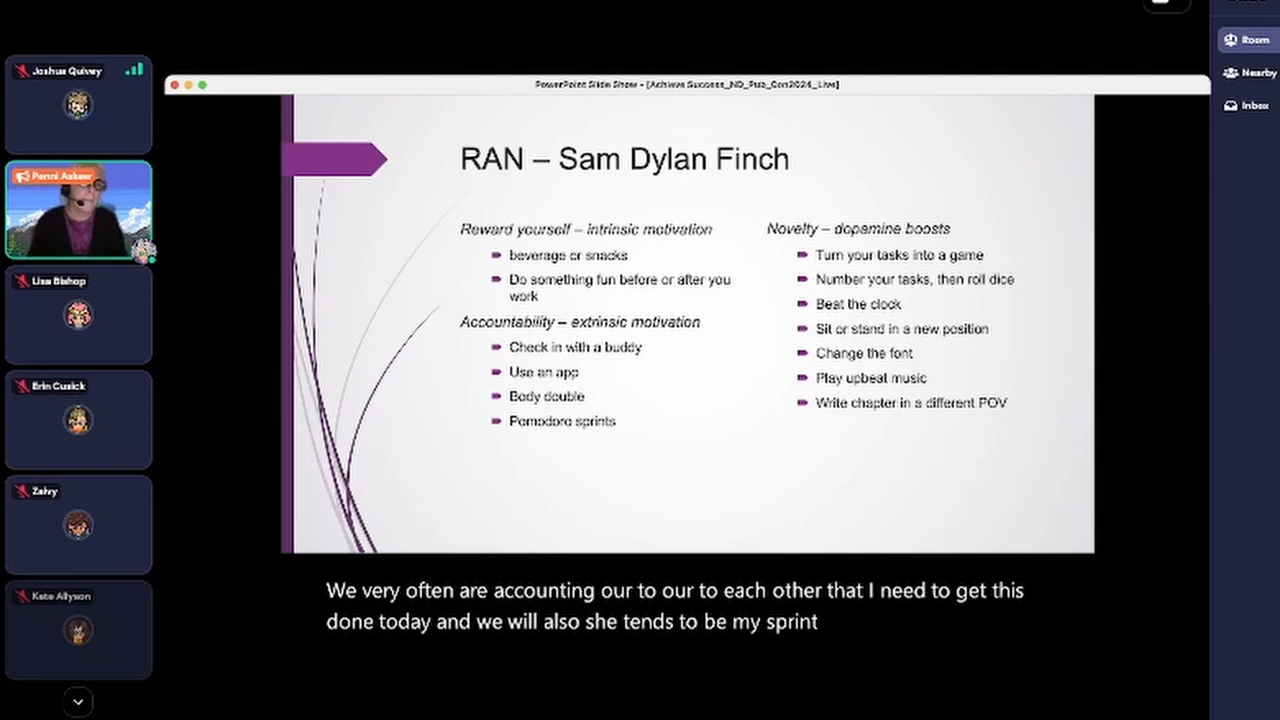 Room
Nearby
Inbox
Joshua Quivey
Penni Askew
Lisa Bishop
Erin Cusick
Zalvy
Kate Allyson
PowerPoint Slide Show - [Achieve Success_ND_Pub_Con2024_Live]
RAN – Sam Dylan Finch
Reward yourself – intrinsic motivation
beverage or snacks
Do something fun before or after you
work
Accountability – extrinsic motivation
Check in with a buddy
Use an app
Body double
Pomodoro sprints
Novelty – dopamine boosts
Turn your tasks into a game
Number your tasks, then roll dice
Beat the clock
Sit or stand in a new position
Change the font
Play upbeat music
Write chapter in a different POV
We very often are accounting our to our to each other that I need to get this
done today and we will also she tends to be my sprint